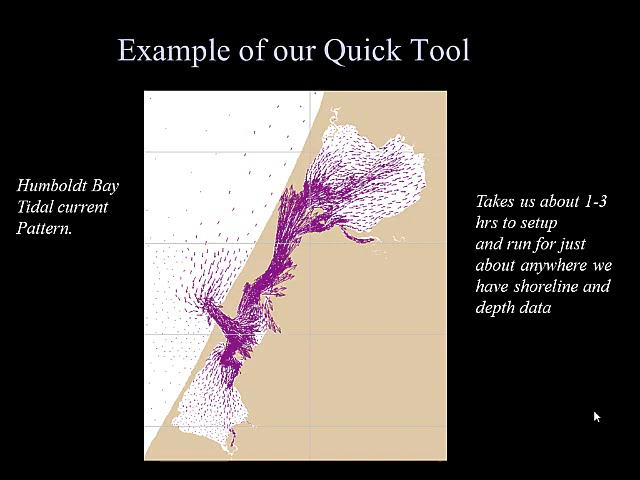 Example of our Quick Tool
Humboldt Bay
Tidal current
Pattern.
Takes us about 1-3
hrs to setup
and run for just
about anywhere we
have shoreline and
depth data